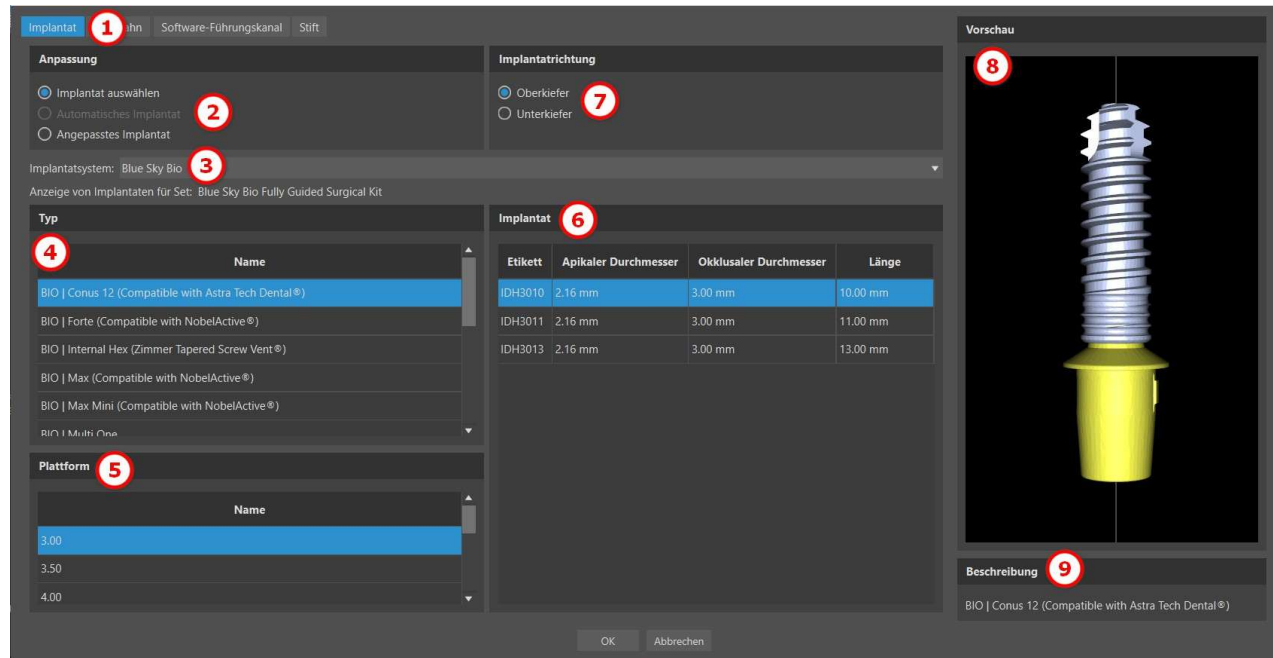 Implantat 1 ahn Software-Führungskanal Stift
Anpassung
Implantat auswählen
Automatisches Implantat
2
Angepasstes Implantat
Implantatrichtung
Oberkiefer
7
Unterkiefer
Implantatsystem: Blue Sky Bio 3
Anzeige von Implantaten für Set: Blue Sky Bio Fully Guided Surgical Kit
Typ
4
Name
BIO | Conus 12 (Compatible with Astra Tech Dental®)
BIO | Forte (Compatible with NobelActive®)
BIO | Internal Hex (Zimmer Tapered Screw Vent®)
BIO | Max (Compatible with NobelActive®)
BIO | Max Mini (Compatible with NobelActive®)
BIO | Multi One
Plattform 5
Name
3.00
3.50
4.00
Implantat 6
Etikett Apikaler Durchmesser Okklusaler Durchmesser Länge
IDH3010 2.16 mm 3.00 mm 10.00 mm
IDH3011 2.16 mm 3.00 mm 11.00 mm
IDH3013 2.16 mm 3.00 mm 13.00 mm
Vorschau
8
Beschreibung 9
BIO | Conus 12 (Compatible with Astra Tech Dental®)
OK Abbrechen